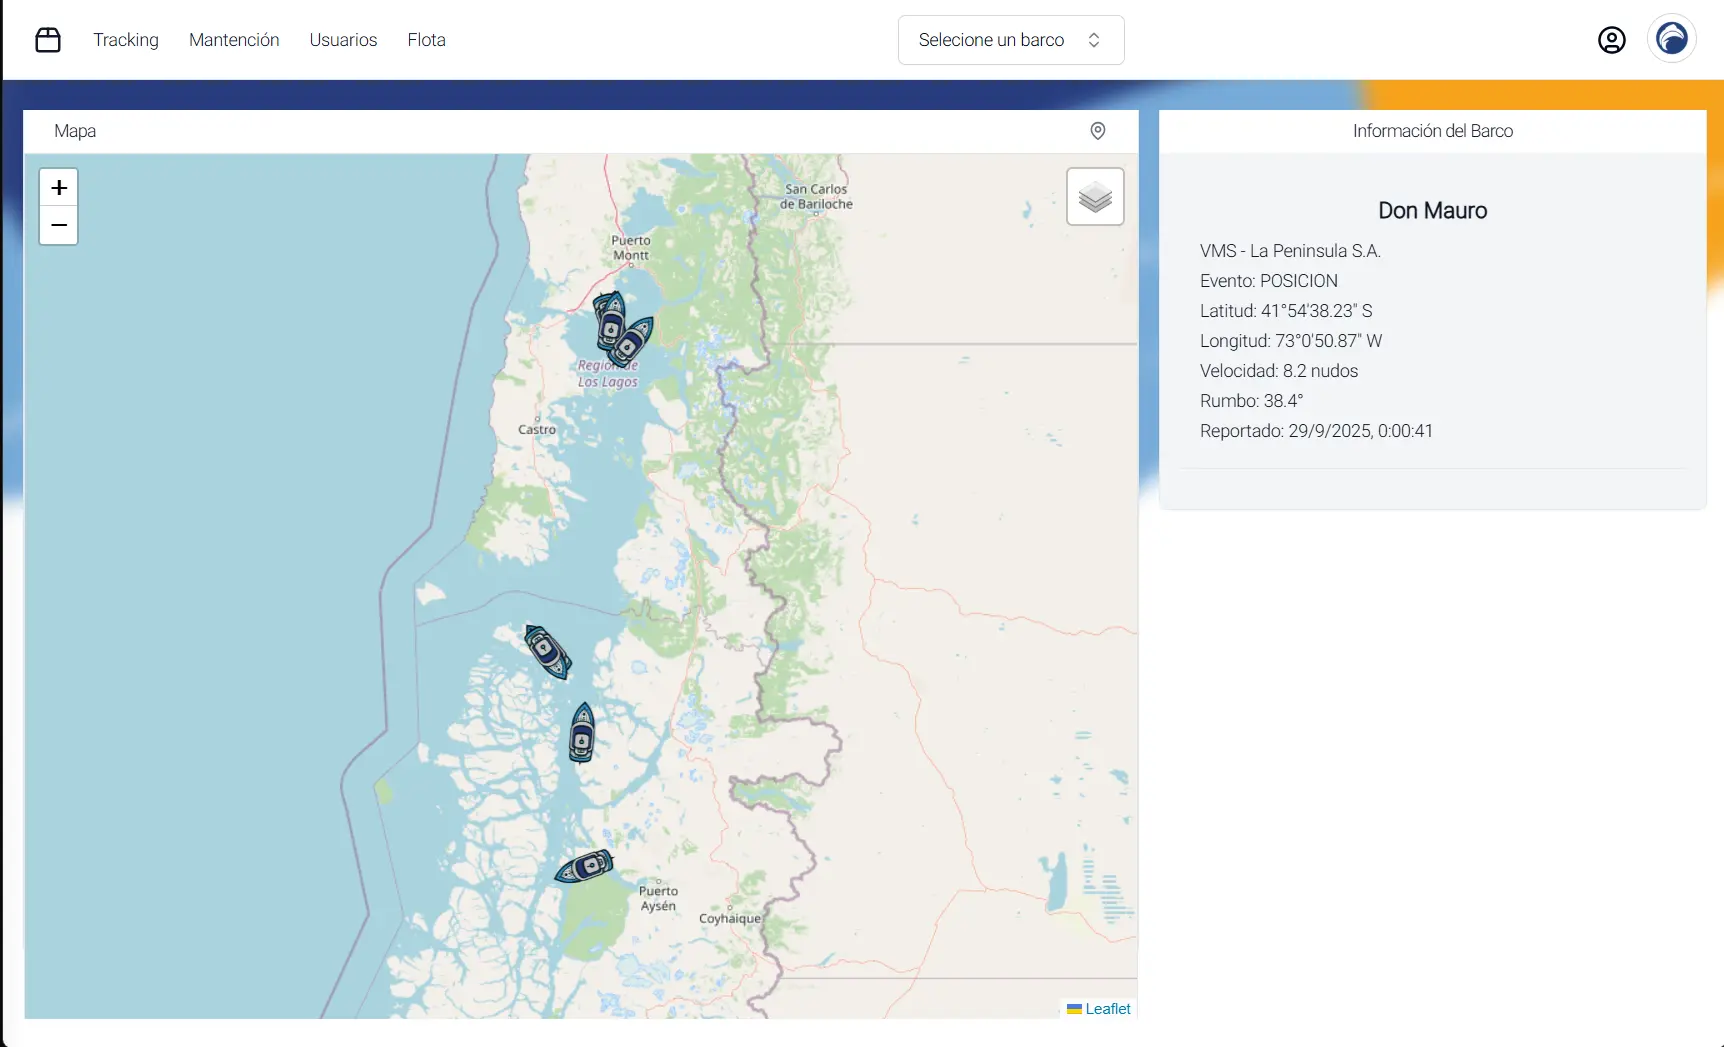 Tracking
Mantención
Usuarios
Flota
Selecione un barco
Mapa
+
−
San Carlos
de Bariloche
Puerto
Montt
Región de
Los Lagos
Castro
Puerto
Aysén
Coyhaique
Leaflet
Información del Barco
Don Mauro
VMS - La Peninsula S.A.
Evento: POSICION
Latitud: 41°54'38.23" S
Longitud: 73°0'50.87" W
Velocidad: 8.2 nudos
Rumbo: 38.4°
Reportado: 29/9/2025, 0:00:41